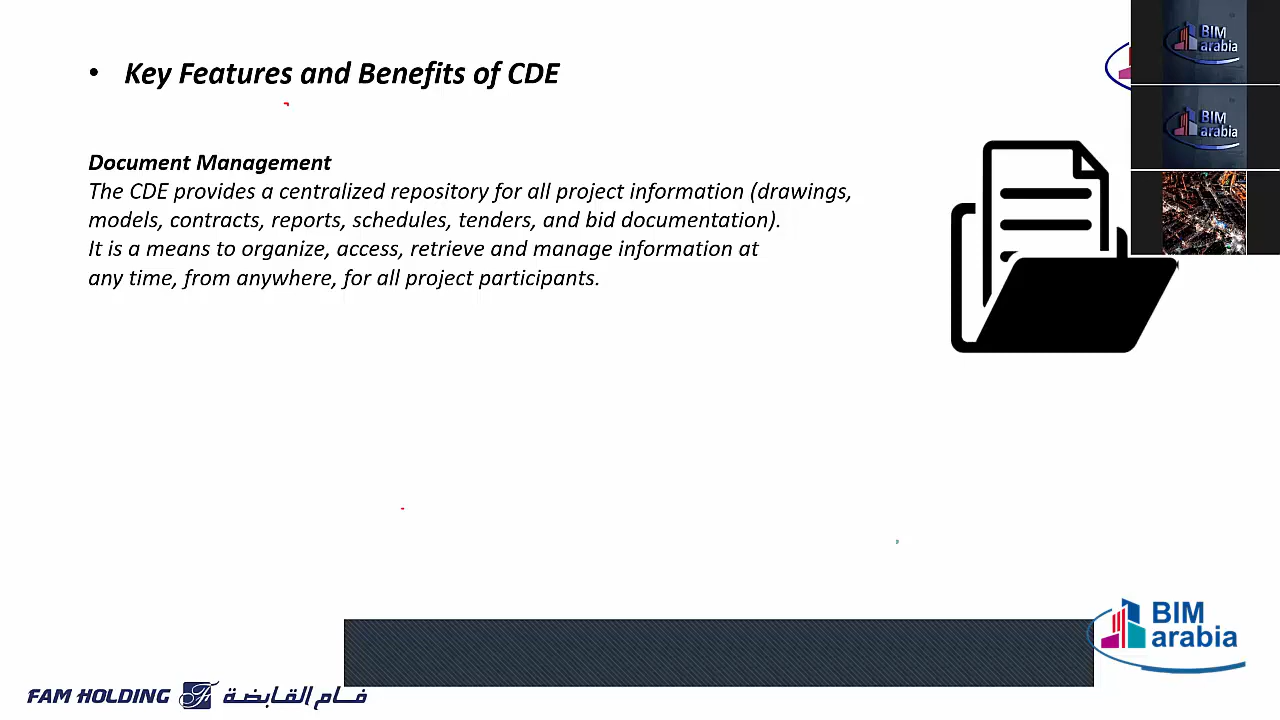 • Key Features and Benefits of CDE
Document Management
The CDE provides a centralized repository for all project information (drawings,
models, contracts, reports, schedules, tenders, and bid documentation).
It is a means to organize, access, retrieve and manage information at
any time, from anywhere, for all project participants.
BIM
arabia
BIM
arabia
BIM
arabia
FAM HOLDING فام القابضة